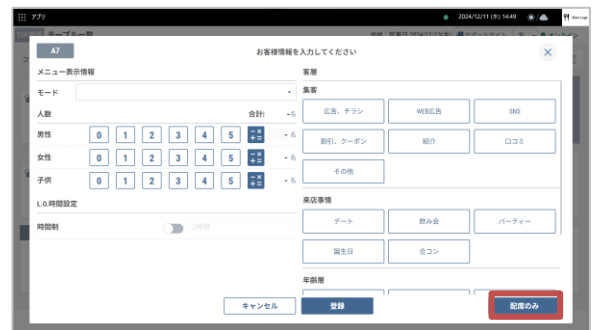 アプリ
2024/12/11 (水) 14:49
テーブル一覧
A7
お客様情報を入力してください
メニュー表示情報
モード
人数
合計:
-名
男性
0 1 2 3 4 5
-名
女性
0 1 2 3 4 5
-名
子供
0 1 2 3 4 5
-名
L.O.時間設定
時間制
2時間
客層
集客
広告、チラシ
WEB広告
SNS
割引、クーポン
紹介
口コミ
その他
来店事情
デート
飲み会
パーティー
誕生日
合コン
年齢層
キャンセル
登録
配席のみ